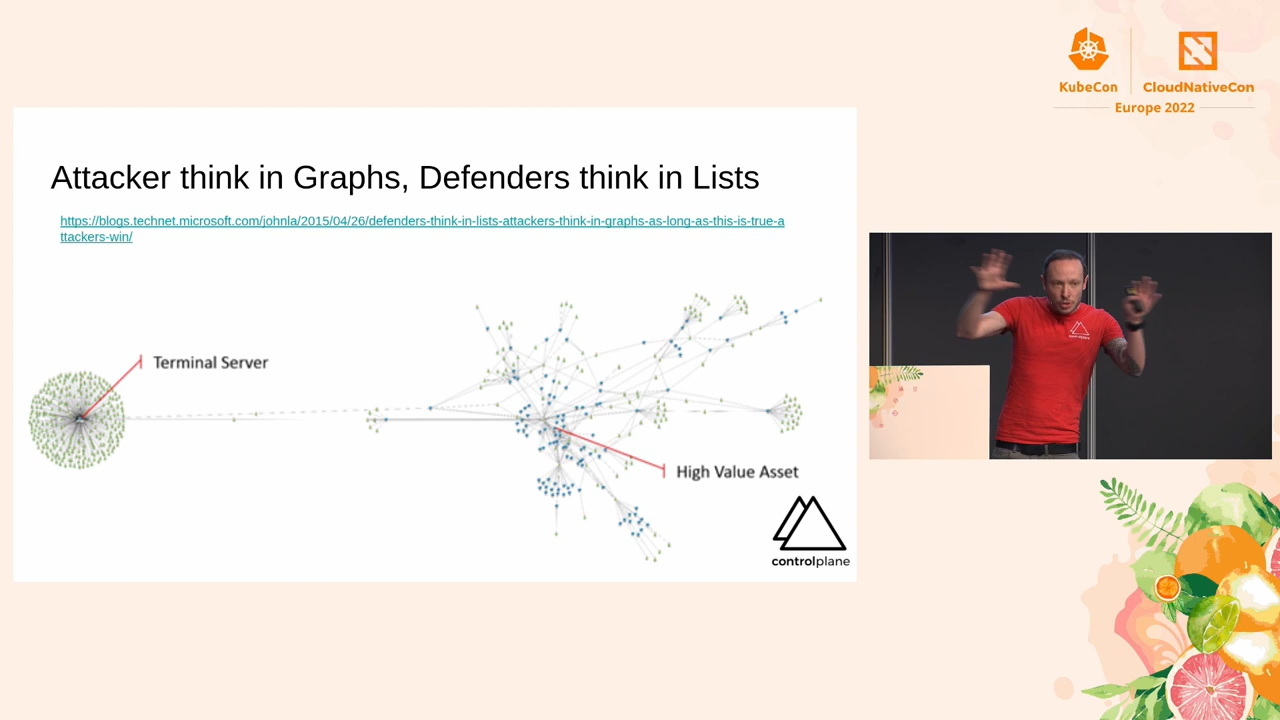 KubeCon
CloudNativeCon
Europe 2022
Attacker think in Graphs, Defenders think in Lists
https://blogs.technet.microsoft.com/johnla/2015/04/26/defenders-think-in-lists-attackers-think-in-graphs-as-long-as-this-is-true-a
ttackers-win/
Terminal Server
High Value Asset
controlplane